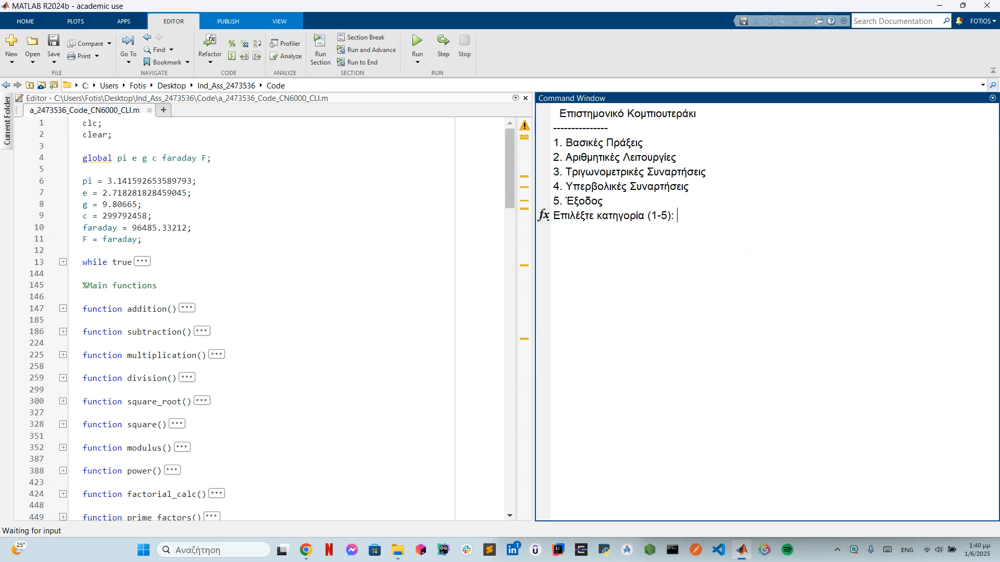 MATLAB R2024b - academic use
HOME PLOTS APPS EDITOR PUBLISH VIEW
Search Documentation
FOTIOS
New Open Save Compare Print
FILE
Go To Find Bookmark
NAVIGATE
Refactor
CODE
Profiler Analyze
ANALYZE
Run Section
Section Break
Run and Advance
Run to End
SECTION
Run Step Stop
RUN
C: Users Fotis Desktop Ind_Ass_2473536 Code
Current Folder
Editor - C:\Users\Fotis\Desktop\Ind_Ass_2473536\Code\a_2473536_Code_CN6000_CLI.m
a_2473536_Code_CN6000_CLI.m
1 clc;
2 clear;
3
4 global pi e g c faraday F;
5
6 pi = 3.141592653589793;
7 e = 2.718281828459045;
8 g = 9.80665;
9 c = 299792458;
10 faraday = 96485.33212;
11 F = faraday;
12
13 while true
144
145 %Main functions
146
147 function addition()
185
186 function subtraction()
224
225 function multiplication()
258
259 function division()
299
300 function square_root()
327
328 function square()
351
352 function modulus()
387
388 function power()
423
424 function factorial_calc()
448
449 function prime_factors()
Command Window
Επιστημονικό Κομπιουτεράκι
---------------
1. Βασικές Πράξεις
2. Αριθμητικές Λειτουργίες
3. Τριγωνομετρικές Συναρτήσεις
4. Υπερβολικές Συναρτήσεις
5. Έξοδος
fx Επιλέξτε κατηγορία (1-5):
Waiting for input
25°
Αναζήτηση
ENG
1:40 μμ
1/6/2025